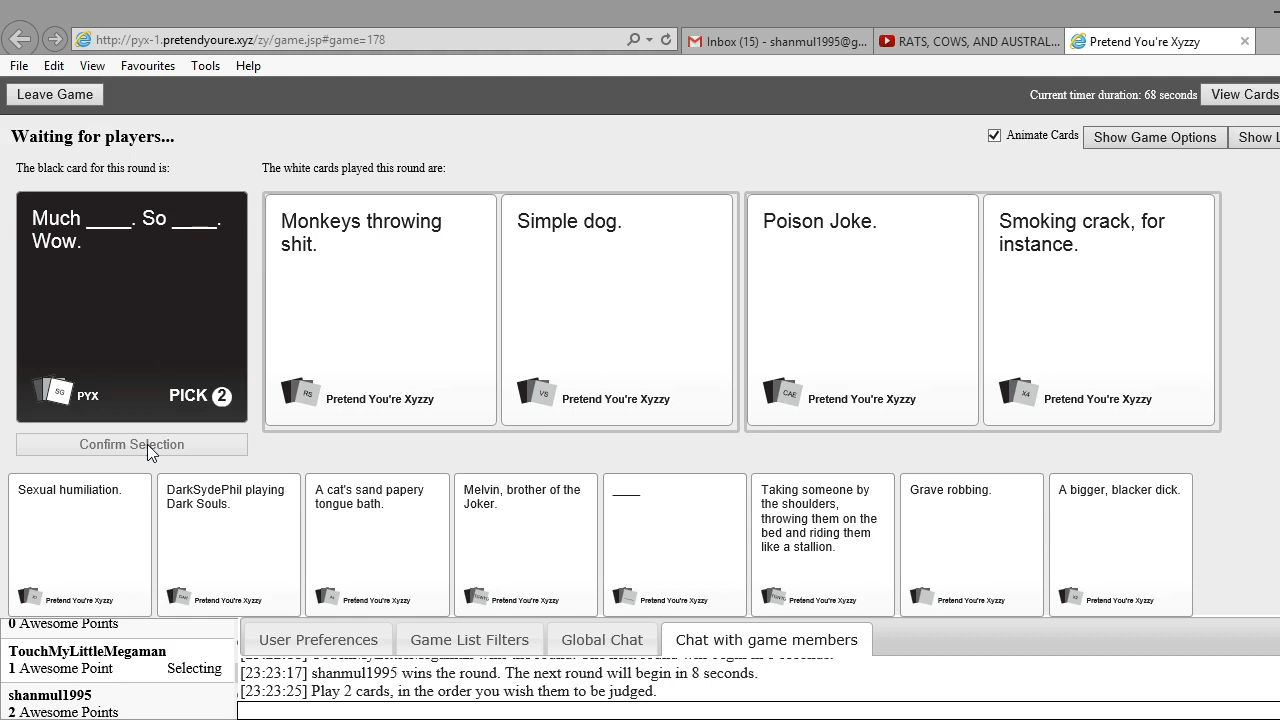 http://pyx-1.pretendyoure.xyz/zy/game.jsp#game=178
Inbox (15) - shanmul1995@g...
RATS, COWS, AND AUSTRAL...
Pretend You're Xyzzy
File Edit View Favourites Tools Help
Leave Game
Current timer duration: 68 seconds
View Cards
Waiting for players...
Animate Cards
Show Game Options
Show L
The black card for this round is:
The white cards played this round are:
Much ____. So ____.
Wow.
SG
PYX
PICK 2
Monkeys throwing
shit.
RS
Pretend You're Xyzzy
Simple dog.
VS
Pretend You're Xyzzy
Poison Joke.
CAE
Pretend You're Xyzzy
Smoking crack, for
instance.
X4
Pretend You're Xyzzy
Confirm Selection
Sexual humiliation.
Pretend You're Xyzzy
DarkSydePhil playing
Dark Souls.
Pretend You're Xyzzy
A cat's sand papery
tongue bath.
Pretend You're Xyzzy
Melvin, brother of the
Joker.
Pretend You're Xyzzy
____
Pretend You're Xyzzy
Taking someone by
the shoulders,
throwing them on the
bed and riding them
like a stallion.
Pretend You're Xyzzy
Grave robbing.
Pretend You're Xyzzy
A bigger, blacker dick.
Pretend You're Xyzzy
0 Awesome Points
TouchMyLittleMegaman
1 Awesome Point Selecting
shanmul1995
2 Awesome Points
User Preferences
Game List Filters
Global Chat
Chat with game members
[23:23:17] shanmul1995 wins the round. The next round will begin in 8 seconds.
[23:23:25] Play 2 cards, in the order you wish them to be judged.